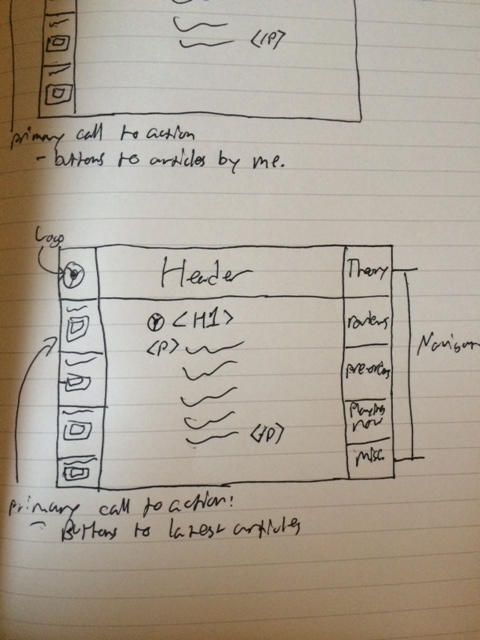 </p>
primary call to action
- buttons to articles by me.
Logo
Header
Theory
reviews
<H1>
<P>
previews
Playing
now
</p>
misc.
primary call to action:
- Buttons to latest articles